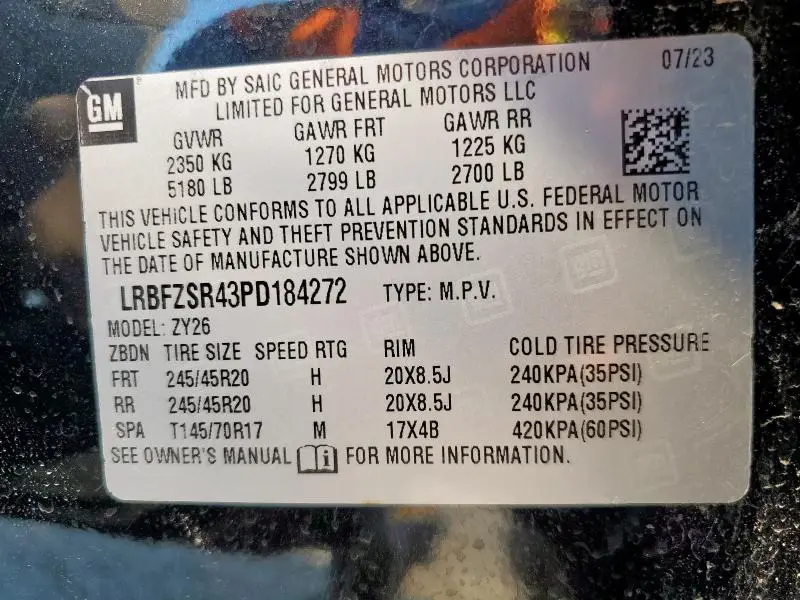 GM
MFD BY SAIC GENERAL MOTORS CORPORATION 07/23
LIMITED FOR GENERAL MOTORS LLC
GVWR GAWR FRT GAWR RR
2350 KG 1270 KG 1225 KG
5180 LB 2799 LB 2700 LB
THIS VEHICLE CONFORMS TO ALL APPLICABLE U.S. FEDERAL MOTOR
VEHICLE SAFETY AND THEFT PREVENTION STANDARDS IN EFFECT ON
THE DATE OF MANUFACTURE SHOWN ABOVE.
LRBFZSR43PD184272 TYPE: M.P.V.
MODEL: ZY26
ZBDN TIRE SIZE SPEED RTG RIM COLD TIRE PRESSURE
FRT 245/45R20 H 20X8.5J 240KPA(35PSI)
RR 245/45R20 H 20X8.5J 240KPA(35PSI)
SPA T145/70R17 M 17X4B 420KPA(60PSI)
SEE OWNER'S MANUAL i FOR MORE INFORMATION.